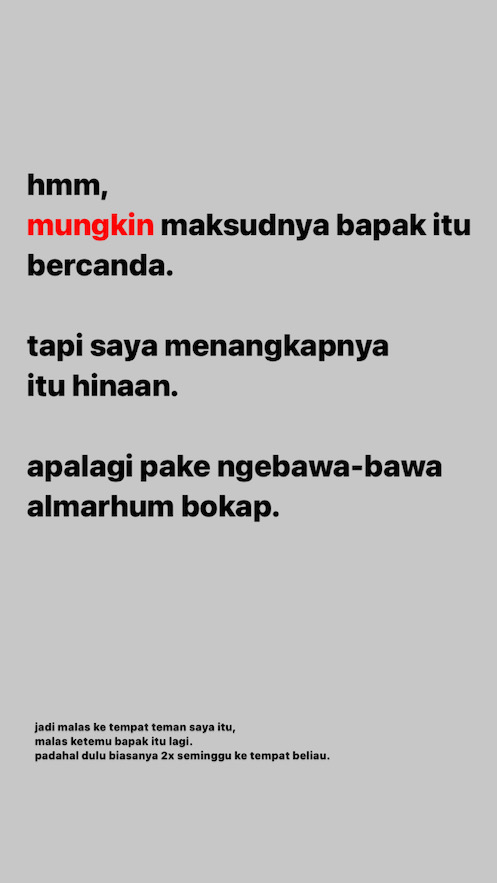 hmm,
mungkin maksudnya bapak itu
bercanda.
tapi saya menangkapnya
itu hinaan.
apalagi pake ngebawa-bawa
almarhum bokap.
jadi malas ke tempat teman saya itu,
malas ketemu bapak itu lagi.
padahal dulu biasanya 2x seminggu ke tempat beliau.